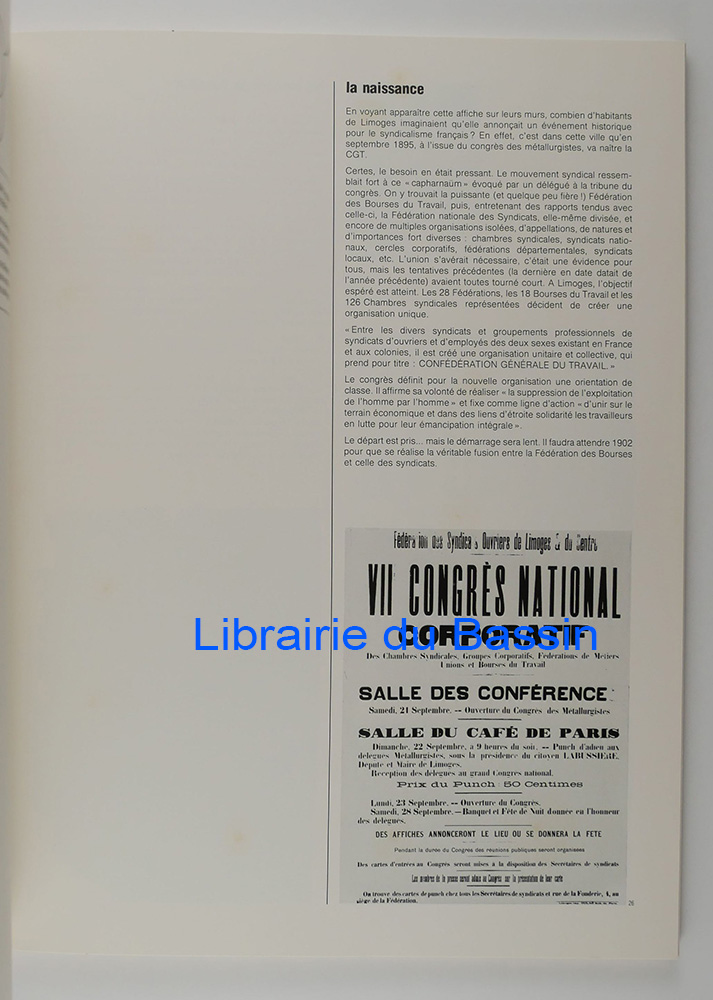 la naissance
En voyant apparaître cette affiche sur leurs murs, combien d'habitants
de Limoges imaginaient qu'elle annonçait un événement historique
pour le syndicalisme français ? En effet, c'est dans cette ville qu'en
septembre 1895, à l'issue du congrès des métallurgistes, va naître la
CGT.
Certes, le besoin en était pressant. Le mouvement syndical ressem-
blait fort à ce « capharnaüm » évoqué par un délégué à la tribune du
congrès. On y trouvait la puissante (et quelque peu fière !) Fédération
des Bourses du Travail, puis, entretenant des rapports tendus avec
celle-ci, la Fédération nationale des Syndicats, elle-même divisée, et
encore de multiples organisations isolées, d'appellations, de natures et
d'importances fort diverses : chambres syndicales, syndicats natio-
naux, cercles corporatifs, fédérations départementales, syndicats
locaux, etc. L'union s'avérait nécessaire, c'était une évidence pour
tous, mais les tentatives précédentes (la dernière en date datait de
l'année précédente) avaient toutes tourné court. A Limoges, l'objectif
espéré est atteint. Les 28 Fédérations, les 18 Bourses du Travail et les
126 Chambres syndicales représentées décident de créer une
organisation unique.
« Entre les divers syndicats et groupements professionnels de
syndicats d'ouvriers et d'employés des deux sexes existant en France
et aux colonies, il est créé une organisation unitaire et collective, qui
prend pour titre : CONFÉDÉRATION GÉNÉRALE DU TRAVAIL. »
Le congrès définit pour la nouvelle organisation une orientation de
classe. Il affirme sa volonté de réaliser « la suppression de l'exploitation
de l'homme par l'homme » et fixe comme ligne d'action « d'unir sur le
terrain économique et dans des liens d'étroite solidarité les travailleurs
en lutte pour leur émancipation intégrale ».
Le départ est pris... mais le démarrage sera lent. Il faudra attendre 1902
pour que se réalise la véritable fusion entre la Fédération des Bourses
et celle des syndicats.
Ouvriers de Limoges & du Centre
VII CONGRÈS NATIONAL
CORPORATIF
Librairie du Bassin
Des Chambres Syndicales, Groupes Corporatifs, Fédérations de Métiers
Unions et Bourses du Travail
SALLE DES CONFÉRENCE
Samedi, 21 Septembre. -- Ouverture du Congrès des Métallurgistes
SALLE DU CAFÉ DE PARIS
Dimanche, 22 Septembre, à 9 heures du soir. -- Punch d'adieu aux
délégués Métallurgistes, sous la présidence du citoyen LABUSSIÈRE,
Député et Maire de Limoges.
Réception des délégués au grand Congrès national.
Prix du Punch : 50 Centimes
Lundi, 23 Septembre. -- Ouverture du Congrès.
Samedi, 28 Septembre. -- Banquet et Fête de Nuit donnée en l'honneur
des délégués.
DES AFFICHES ANNONCERONT LE LIEU OU SE DONNERA LA FETE
Pendant la durée du Congrès des réunions publiques seront organisées
Des cartes d'entrées au Congrès seront mises à la disposition des Secrétaires de syndicats
Les membres de la presse seront admis au Congrès sur la présentation de leur carte
On trouve des cartes de punch chez tous les Secrétaires de syndicats et rue de la Fonderie, 4, au
siège de la Fédération.
26